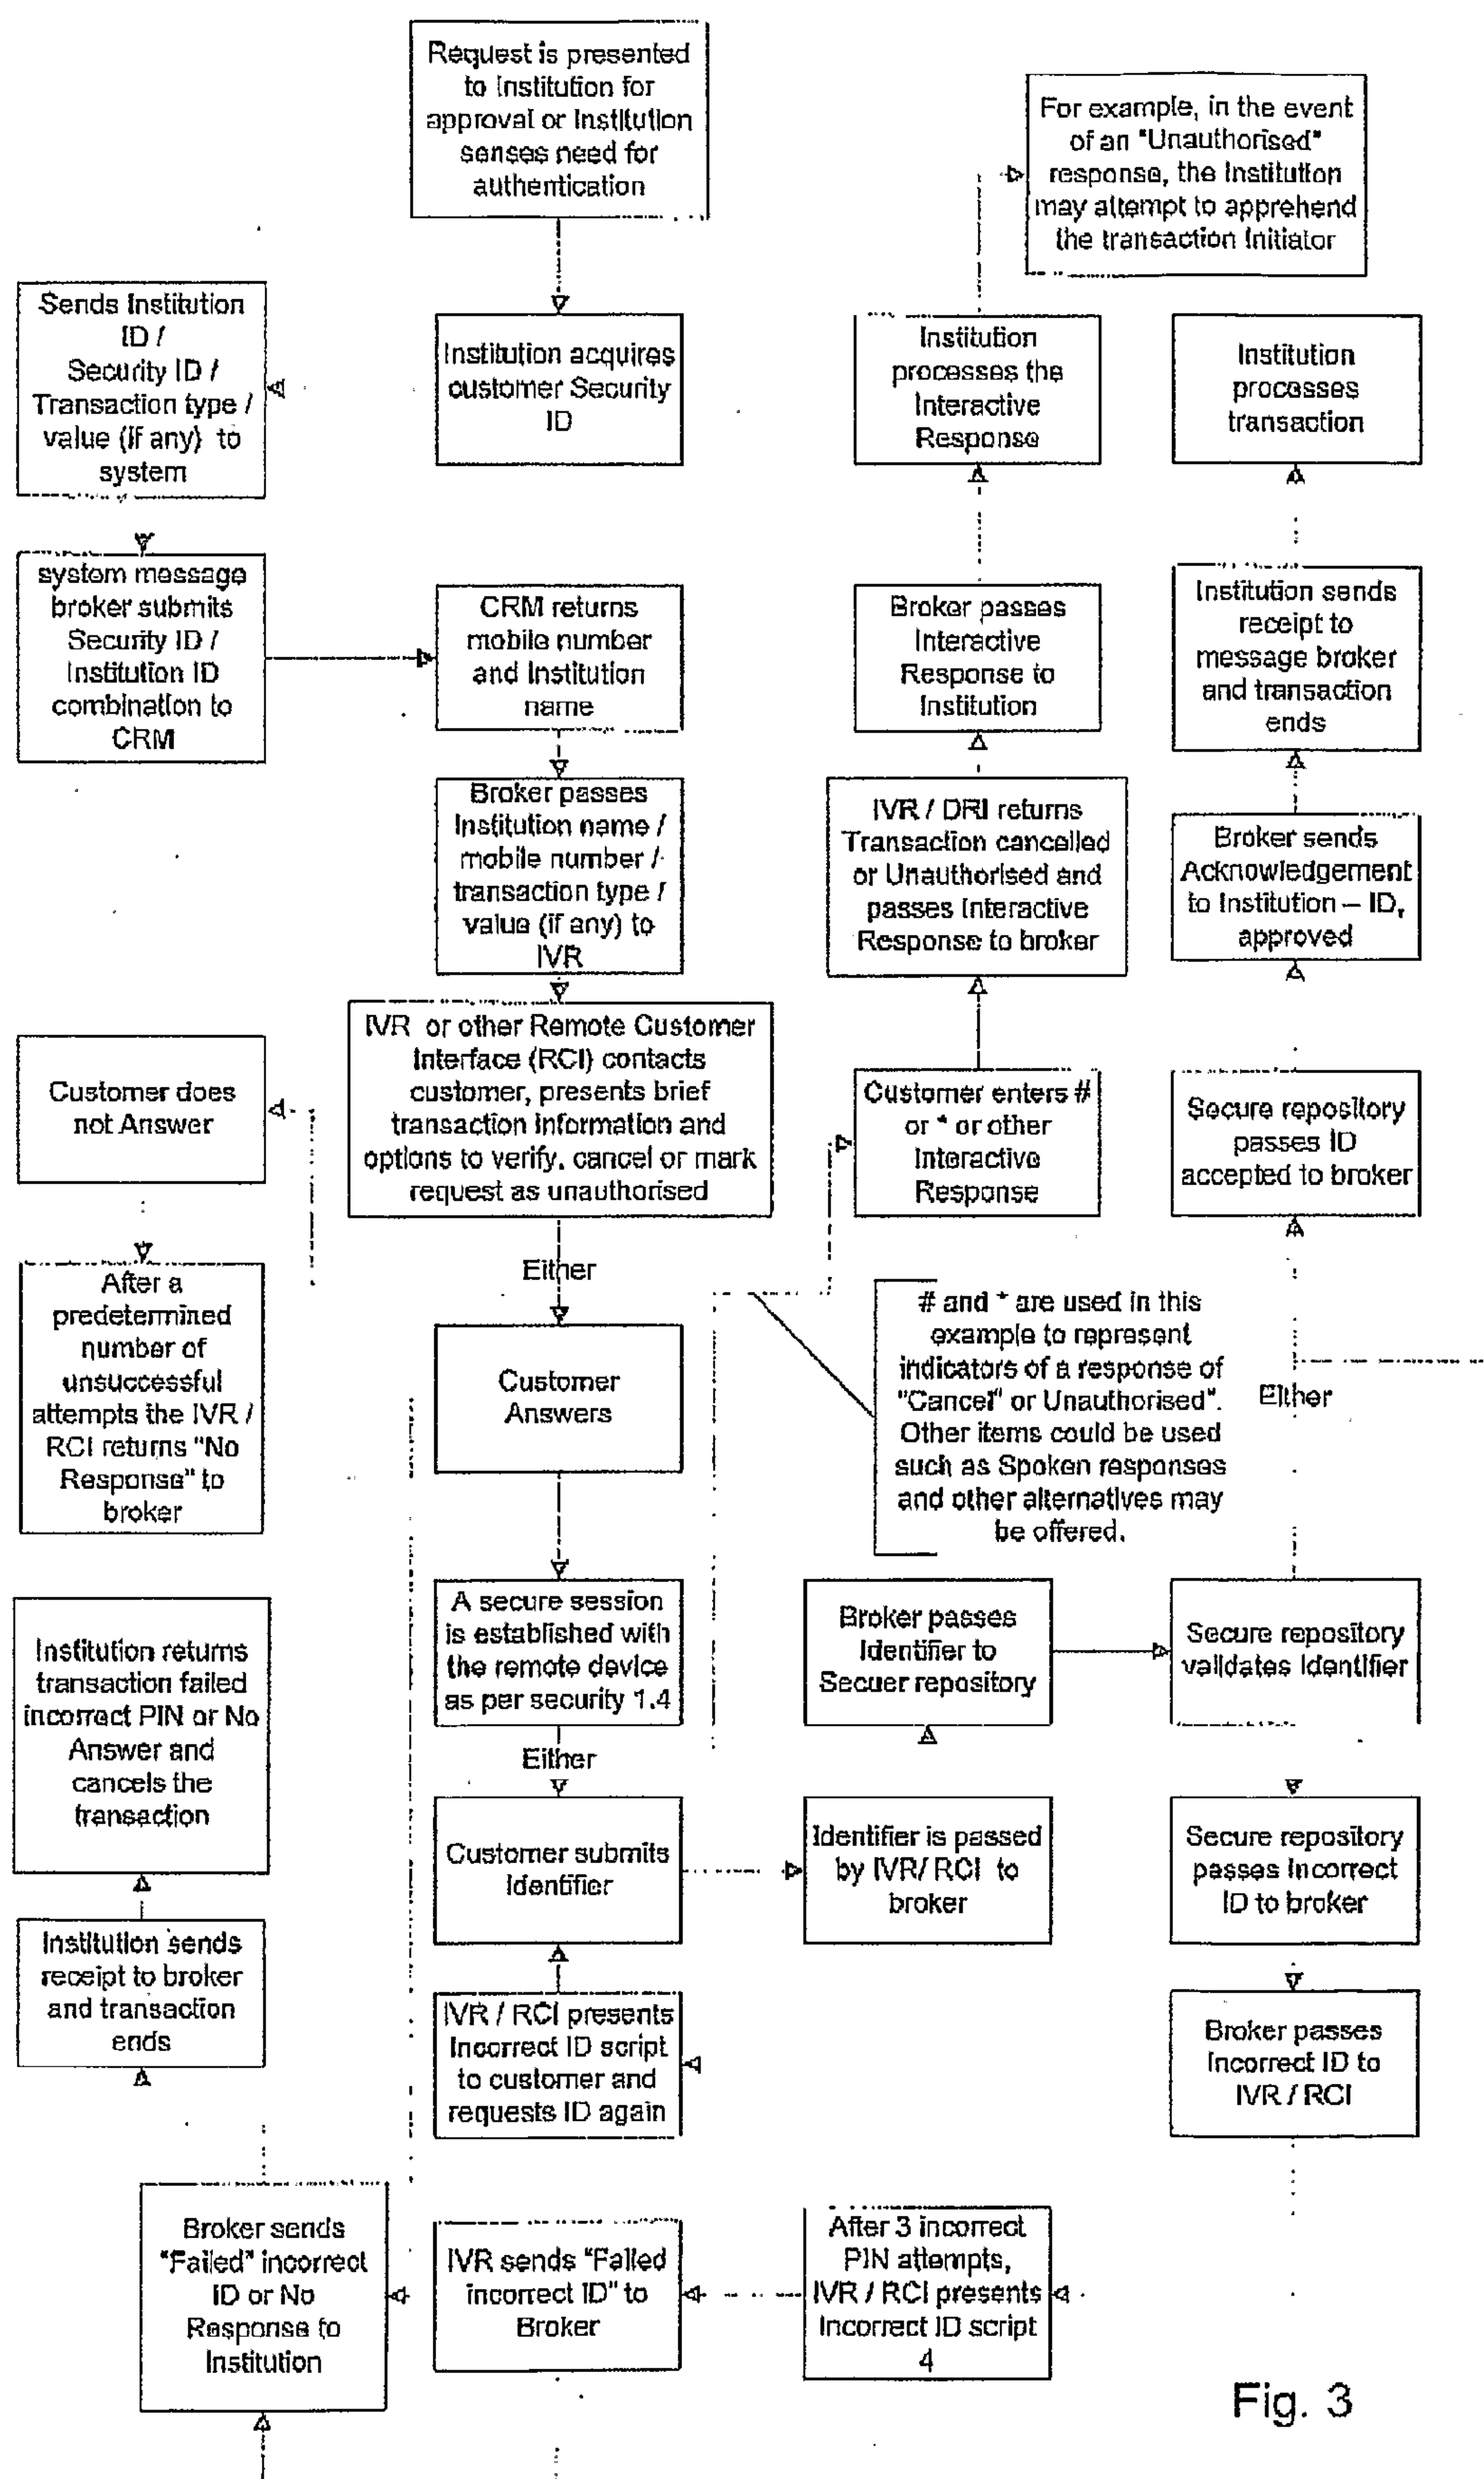 Request is presented
to Institution for
approval or Institution
senses need for
authentication
For example, in the event
of an "Unauthorised"
response, the Institution
may attempt to apprehend
the transaction Initiator
Sends Institution
ID /
Security ID /
Transaction type /
value (if any) to
system
Institution acquires
customer Security
ID
Institution
processes the
Interactive
Response
Institution
processes
transaction
system message
broker submits
Security ID /
Institution ID
combination to
CRM
CRM returns
mobile number
and Institution
name
Broker passes
Interactive
Response to
Institution
Institution sends
receipt to
message broker
and transaction
ends
Broker passes
Institution name /
mobile number /
transaction type /
value (if any) to
IVR
IVR / DRI returns
Transaction cancelled
or Unauthorised and
passes Interactive
Response to broker
Broker sends
Acknowledgement
to Institution – ID,
approved
Customer does
not Answer
IVR or other Remote Customer
Interface (RCI) contacts
customer, presents brief
transaction information and
options to verify, cancel or mark
request as unauthorised
Customer enters #
or * or other
Interactive
Response
Secure repository
passes ID
accepted to broker
After a
predetermined
number of
unsuccessful
attempts the IVR /
RCI returns "No
Response" to
broker
Either
Customer
Answers
# and * are used in this
example to represent
indicators of a response of
"Cancel" or Unauthorised".
Other items could be used
such as Spoken responses
and other alternatives may
be offered.
Either
Institution returns
transaction failed
incorrect PIN or No
Answer and
cancels the
transaction
A secure session
is established with
the remote device
as per security 1.4
Broker passes
Identifier to
Secuer repository
Secure repository
validates Identifier
Either
Customer submits
Identifier
Identifier is passed
by IVR/ RCI to
broker
Secure repository
passes Incorrect
ID to broker
Institution sends
receipt to broker
and transaction
ends
IVR / RCI presents
Incorrect ID script
to customer and
requests ID again
Broker passes
Incorrect ID to
IVR / RCI
Broker sends
"Failed" incorrect
ID or No
Response to
Institution
IVR sends "Failed
incorrect ID" to
Broker
After 3 incorrect
PIN attempts,
IVR / RCI presents
Incorrect ID script
4
Fig. 3